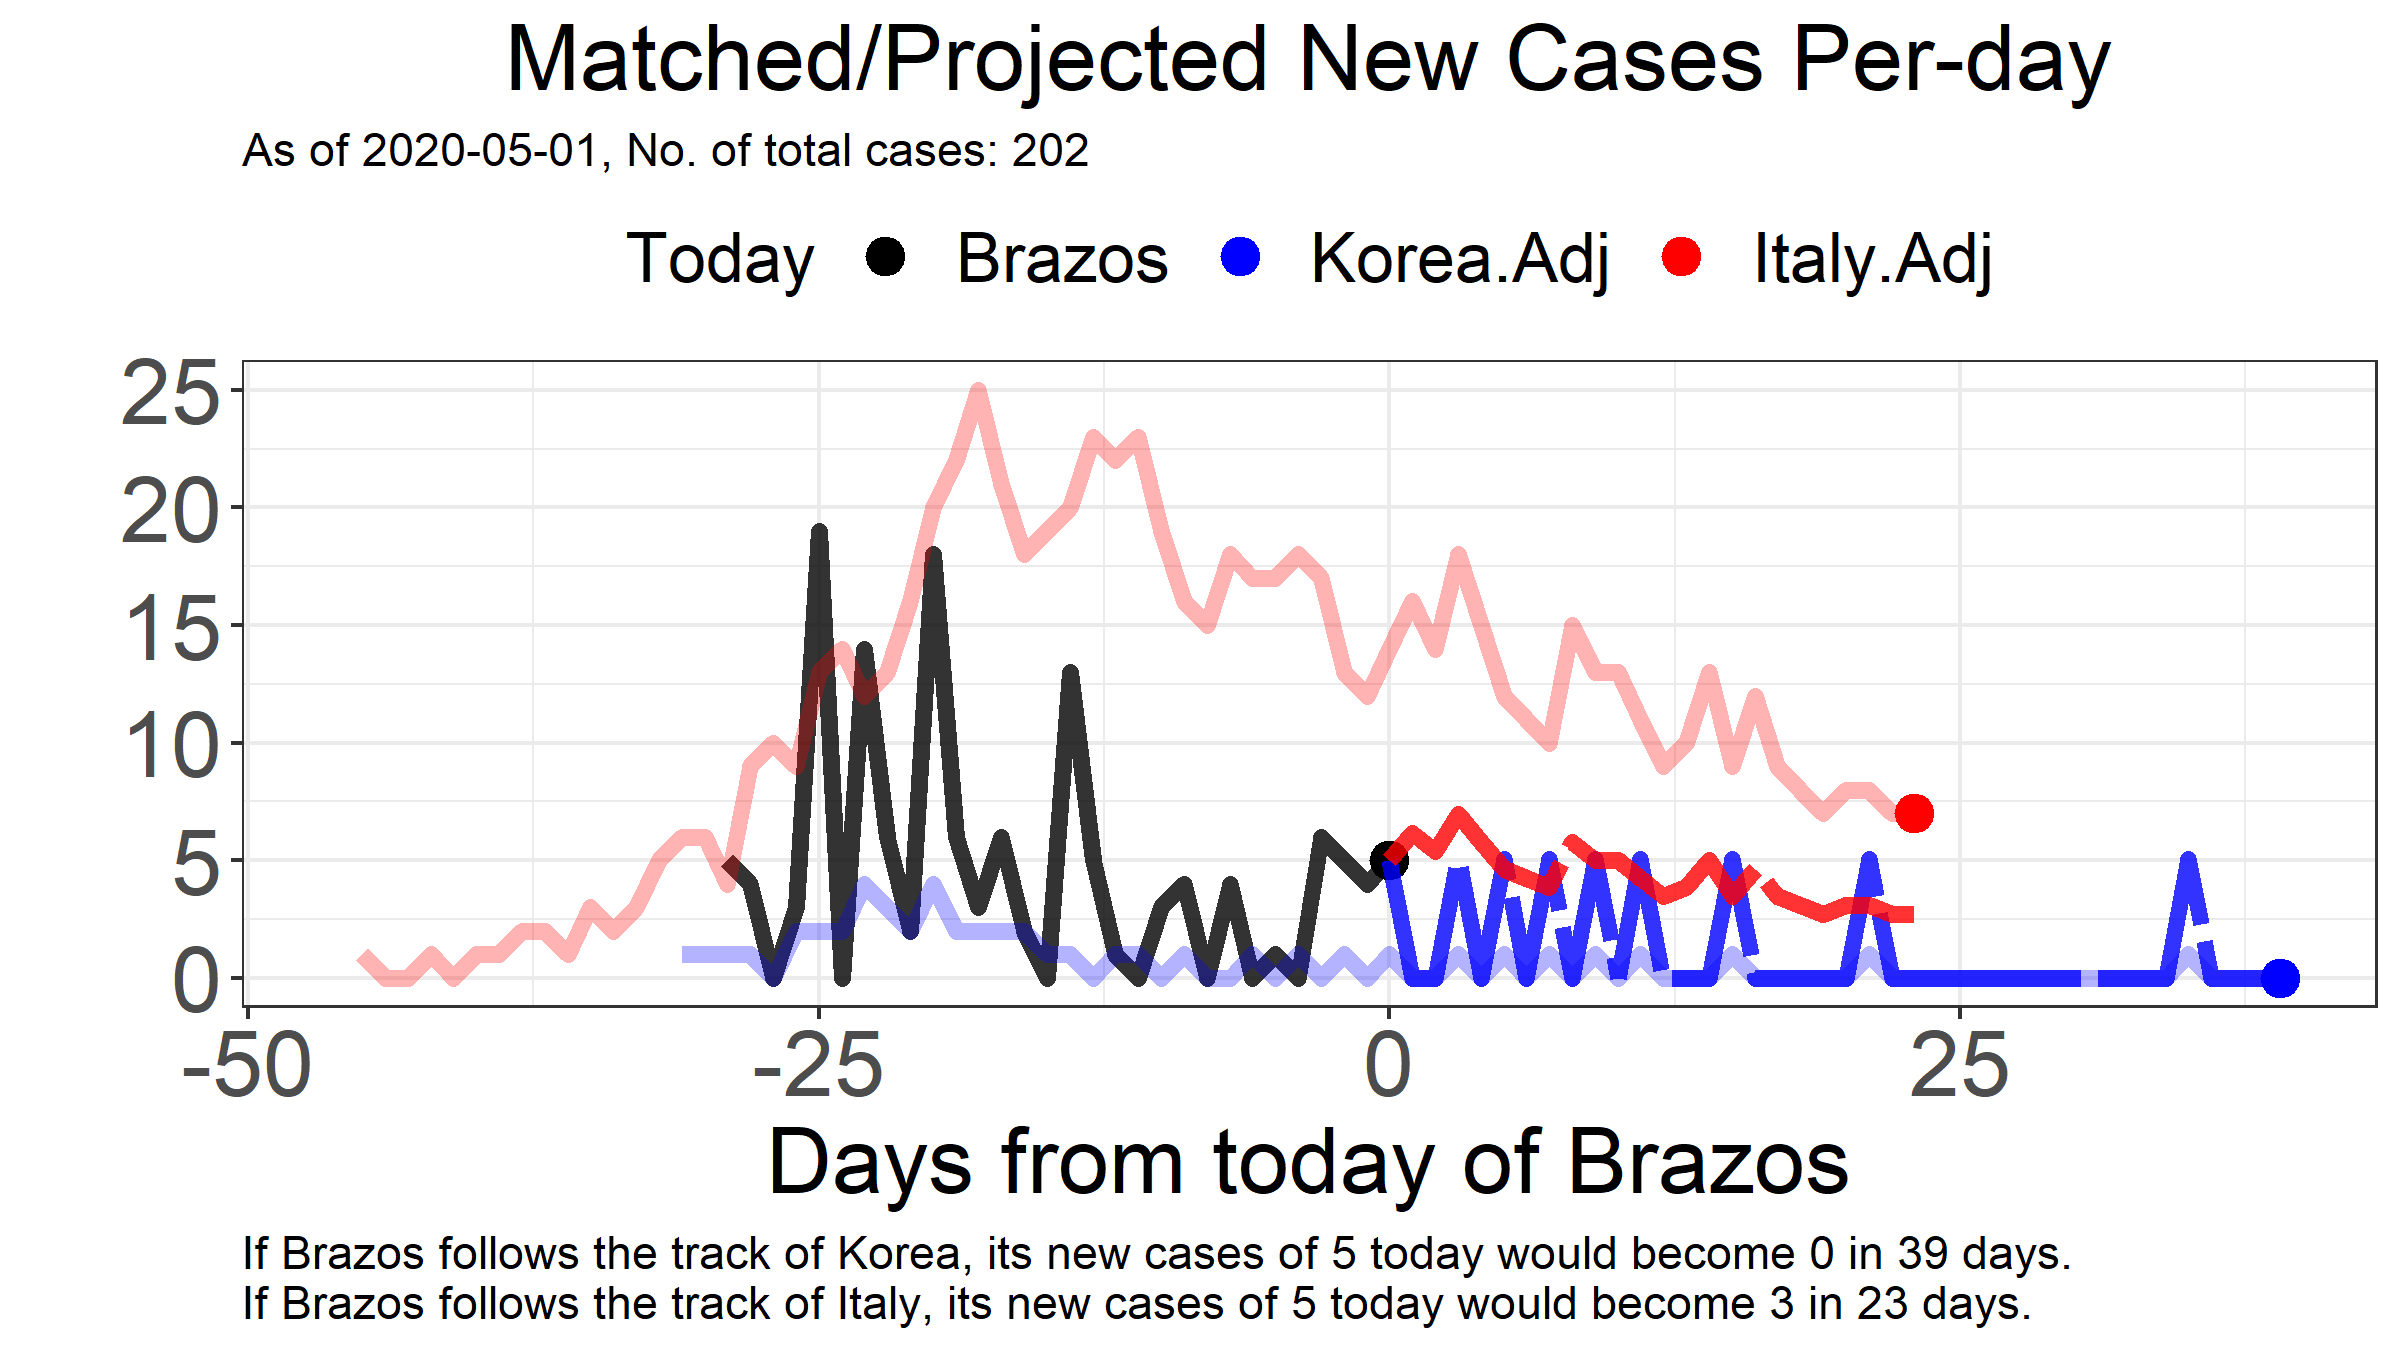 Matched/Projected New Cases Per-day
As of 2020-05-01, No. of total cases: 202
Today Brazos Korea.Adj Italy.Adj
25
20
15
10
5
0
-50 -25 0 25
Days from today of Brazos
If Brazos follows the track of Korea, its new cases of 5 today would become 0 in 39 days.
If Brazos follows the track of Italy, its new cases of 5 today would become 3 in 23 days.